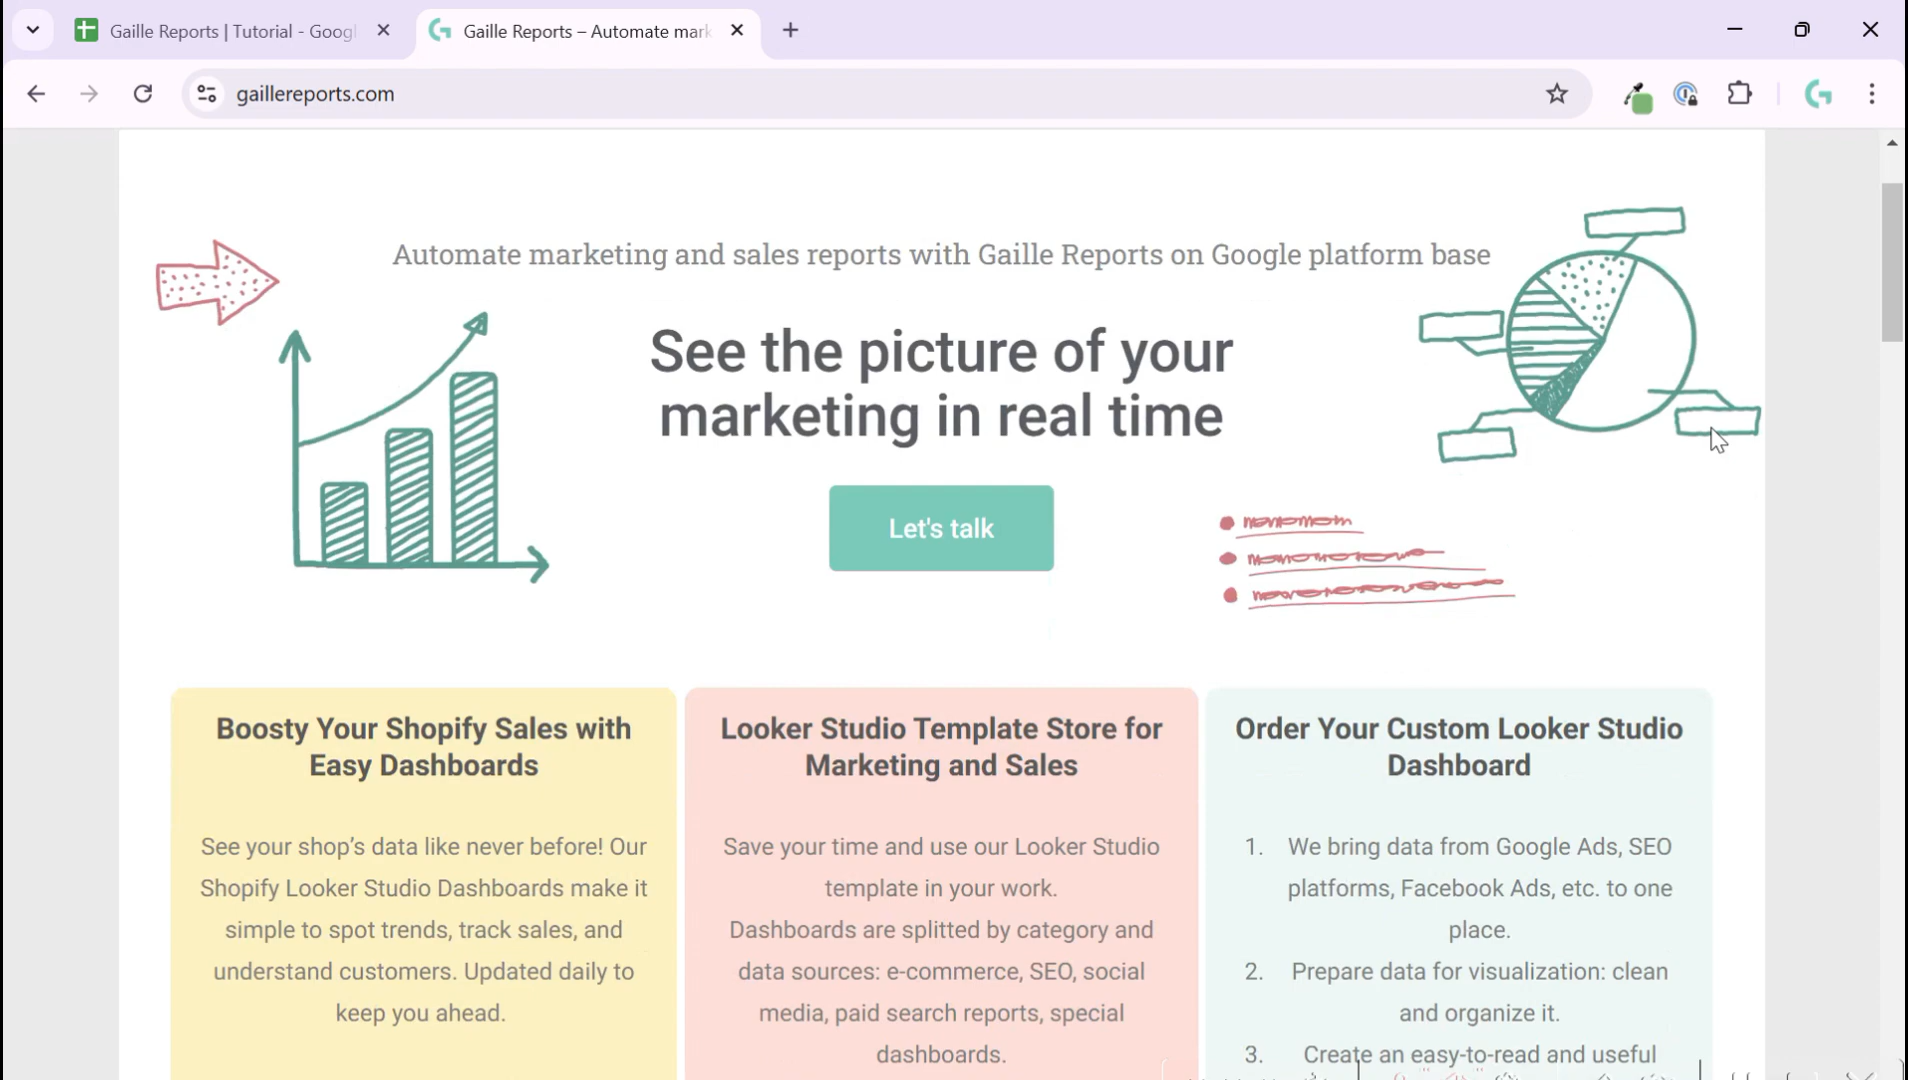 Gaille Reports | Tutorial - Googl
Gaille Reports – Automate mark
gaillereports.com
Automate marketing and sales reports with Gaille Reports on Google platform base
See the picture of your
marketing in real time
Let's talk
Boosty Your Shopify Sales with
Easy Dashboards
See your shop's data like never before! Our
Shopify Looker Studio Dashboards make it
simple to spot trends, track sales, and
understand customers. Updated daily to
keep you ahead.
Looker Studio Template Store for
Marketing and Sales
Save your time and use our Looker Studio
template in your work.
Dashboards are splitted by category and
data sources: e-commerce, SEO, social
media, paid search reports, special
dashboards.
Order Your Custom Looker Studio
Dashboard
1. We bring data from Google Ads, SEO
platforms, Facebook Ads, etc. to one
place.
2. Prepare data for visualization: clean
and organize it.
3. Create an easy-to-read and useful